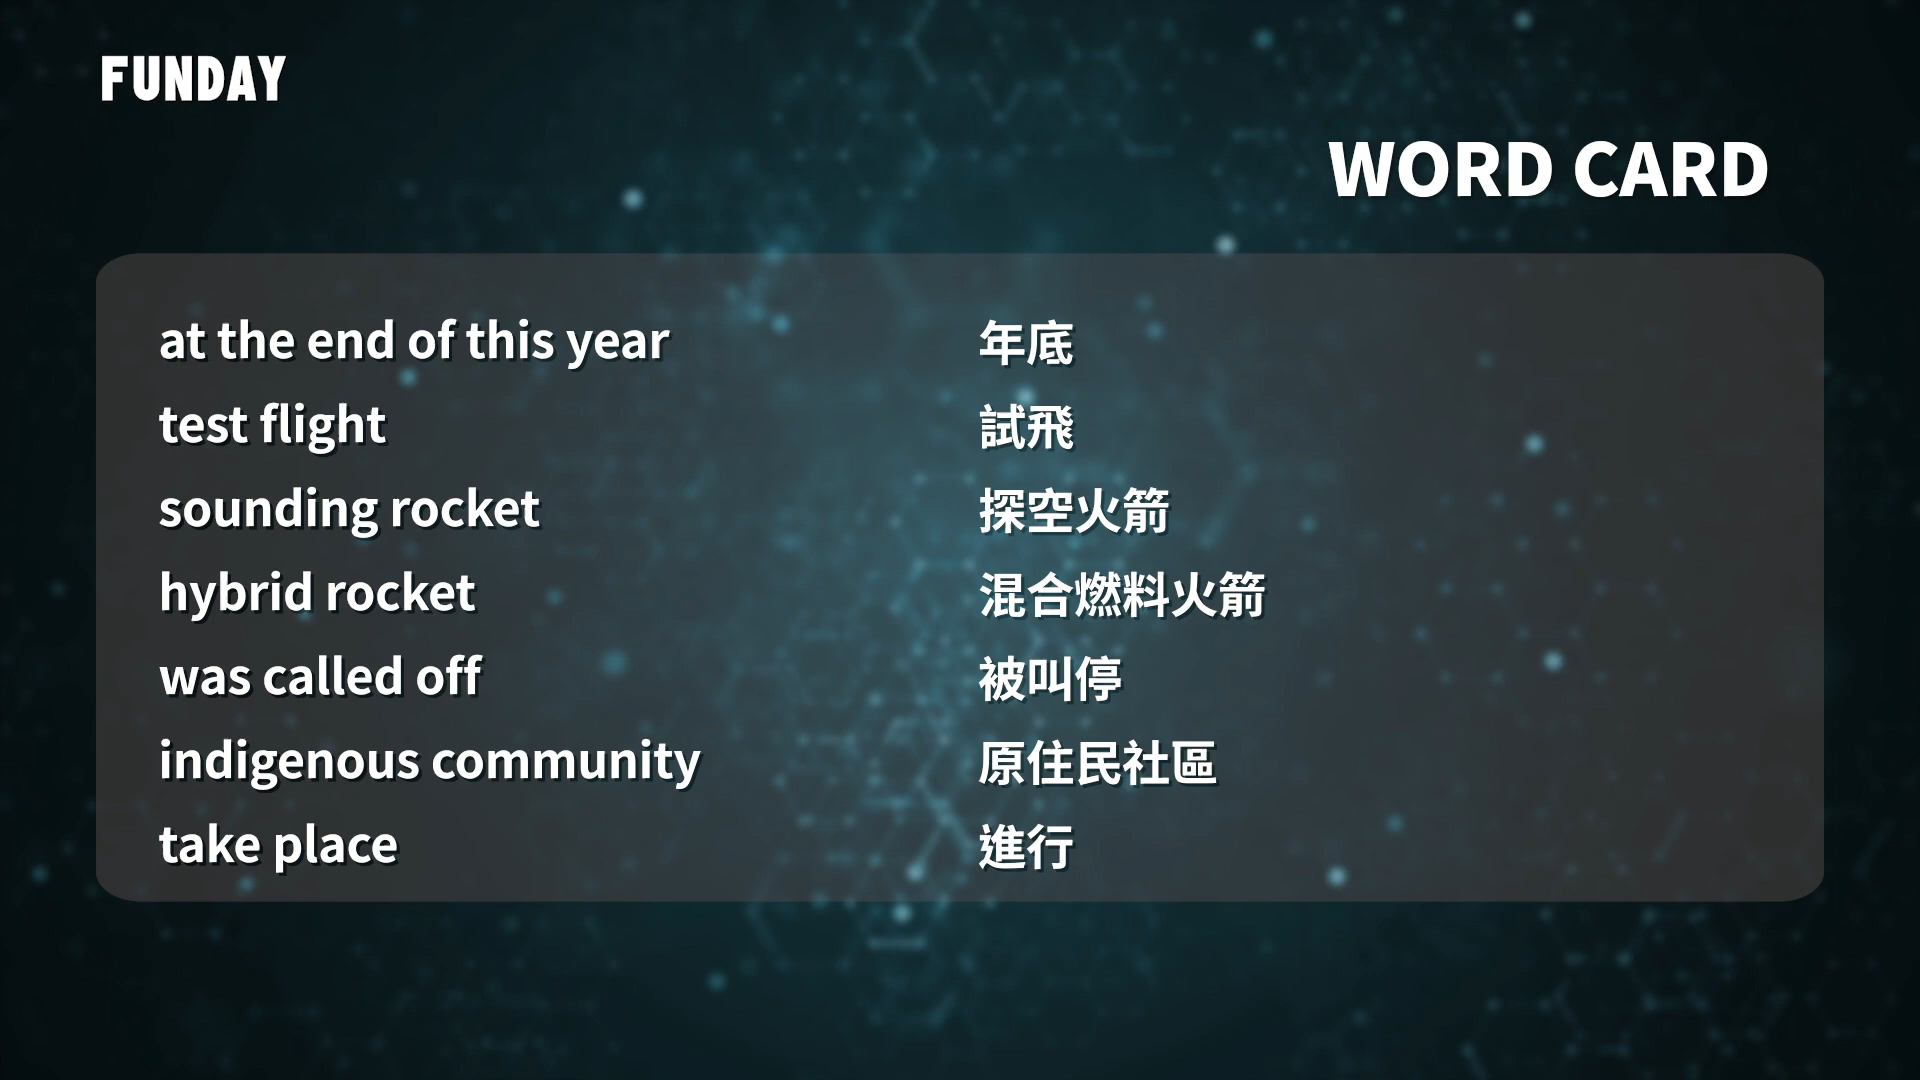 FUNDAY
WORD CARD
at the end of this year 年底
test flight 試飛
sounding rocket 探空火箭
hybrid rocket 混合燃料火箭
was called off 被叫停
indigenous community 原住民社區
take place 進行